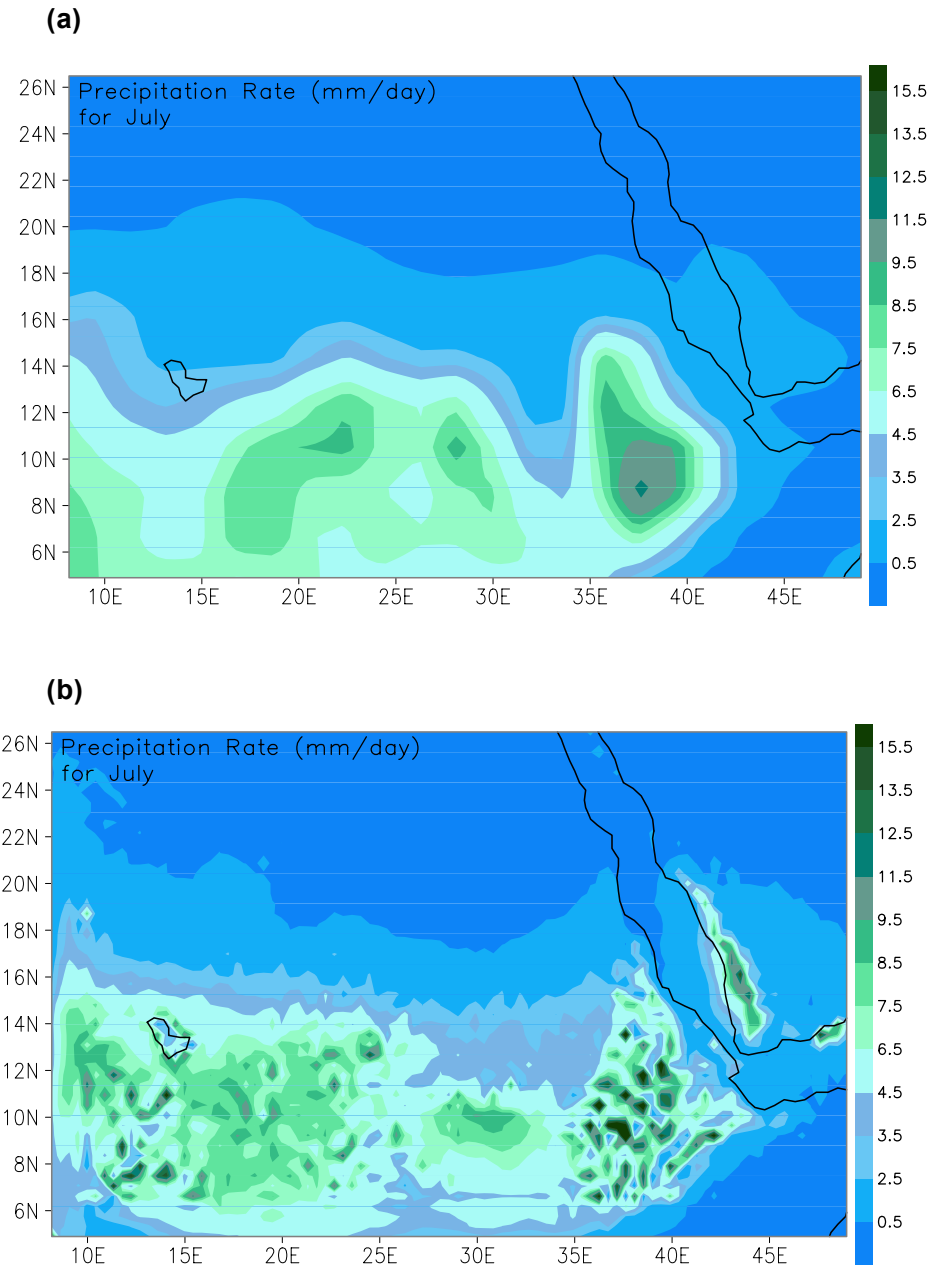 (a)
Precipitation Rate (mm/day)
for July
26N
24N
22N
20N
18N
16N
14N
12N
10N
8N
6N
10E 15E 20E 25E 30E 35E 40E 45E
15.5
13.5
12.5
11.5
9.5
8.5
7.5
6.5
4.5
3.5
2.5
0.5
(b)
Precipitation Rate (mm/day)
for July
26N
24N
22N
20N
18N
16N
14N
12N
10N
8N
6N
10E 15E 20E 25E 30E 35E 40E 45E
15.5
13.5
12.5
11.5
9.5
8.5
7.5
6.5
4.5
3.5
2.5
0.5